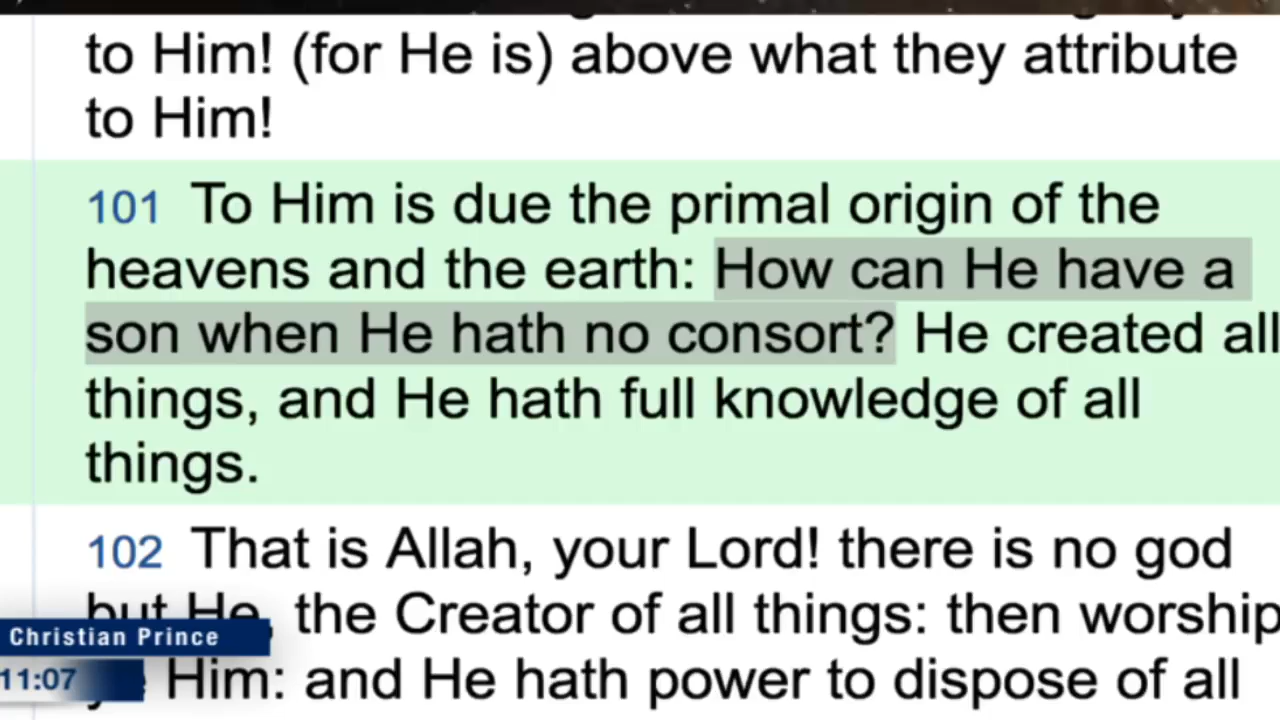 to Him! (for He is) above what they attribute
to Him!
101 To Him is due the primal origin of the
heavens and the earth: How can He have a
son when He hath no consort? He created all
things, and He hath full knowledge of all
things.
102 That is Allah, your Lord! there is no god
but He, the Creator of all things: then worship
Him: and He hath power to dispose of all
Christian Prince
11:07